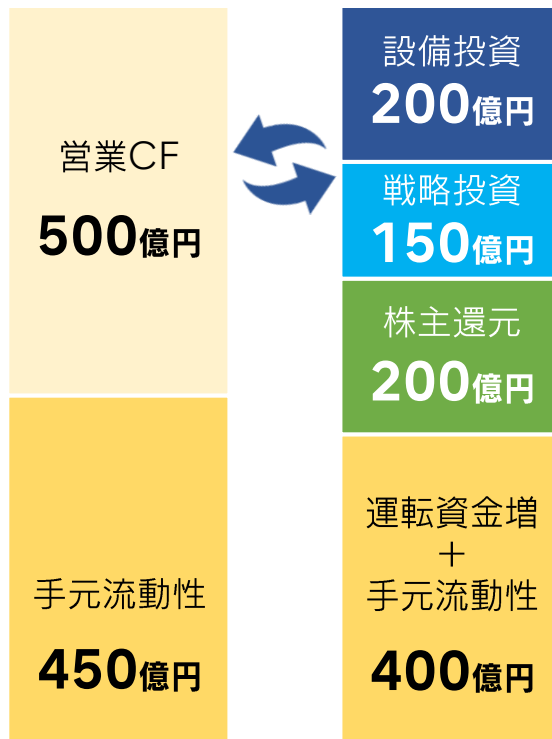 営業CF
500億円
手元流動性
450億円
設備投資
200億円
戦略投資
150億円
株主還元
200億円
運転資金増
＋
手元流動性
400億円